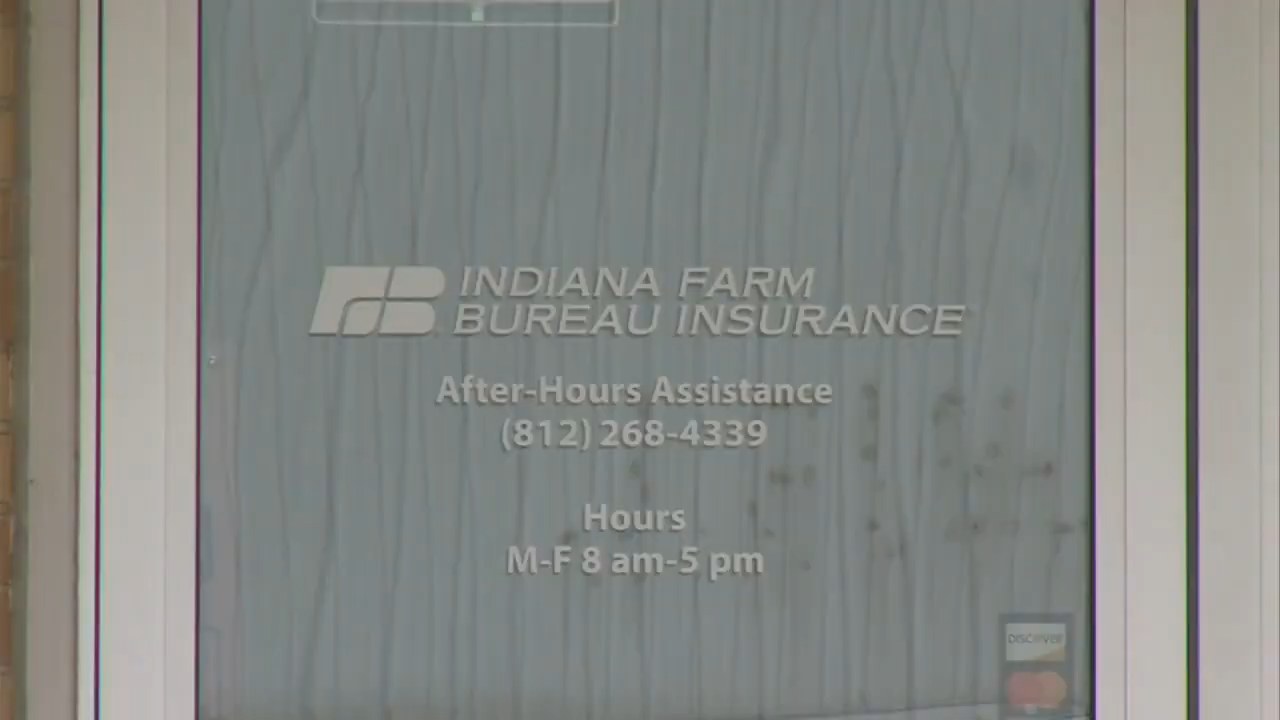 INDIANA FARM
BUREAU INSURANCE
After-Hours Assistance
(812) 268-4339
Hours
M-F 8 am-5 pm
DISCOVER